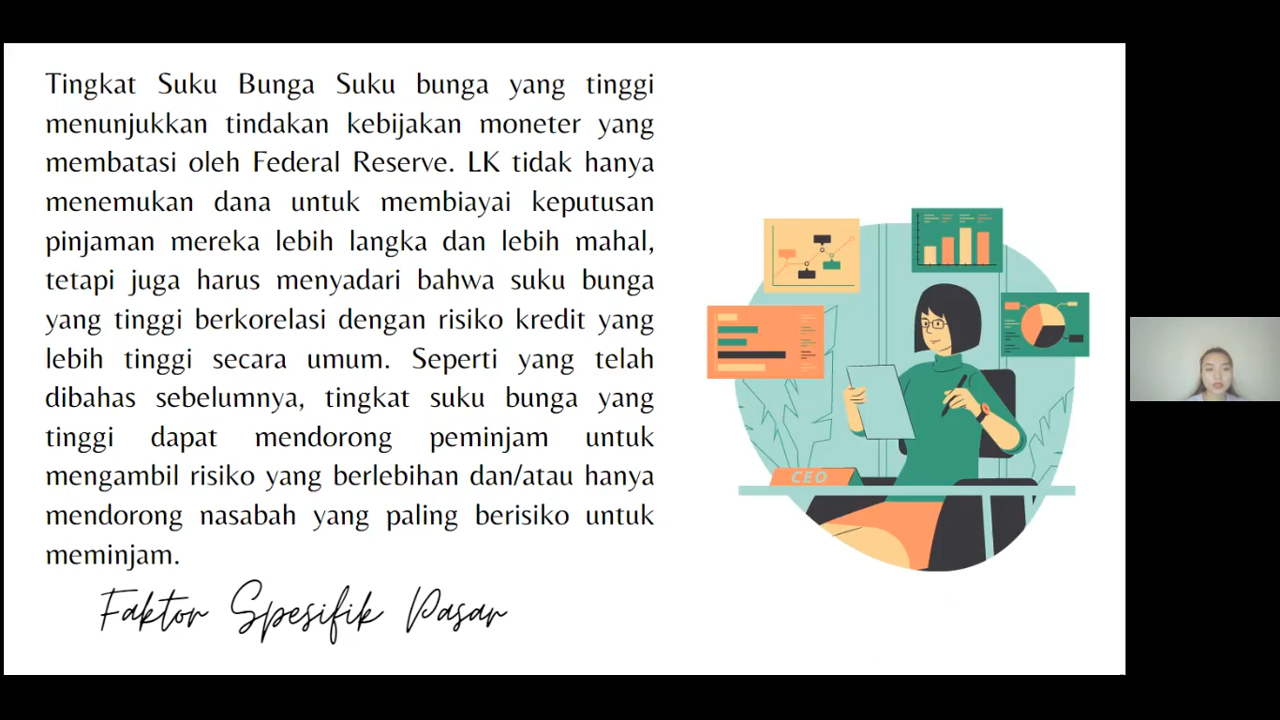 Tingkat Suku Bunga Suku bunga yang tinggi
menunjukkan tindakan kebijakan moneter yang
membatasi oleh Federal Reserve. LK tidak hanya
menemukan dana untuk membiayai keputusan
pinjaman mereka lebih langka dan lebih mahal,
tetapi juga harus menyadari bahwa suku bunga
yang tinggi berkorelasi dengan risiko kredit yang
lebih tinggi secara umum. Seperti yang telah
dibahas sebelumnya, tingkat suku bunga yang
tinggi dapat mendorong peminjam untuk
mengambil risiko yang berlebihan dan/atau hanya
mendorong nasabah yang paling berisiko untuk
meminjam.
Faktor Spesifik Pasar
CEO